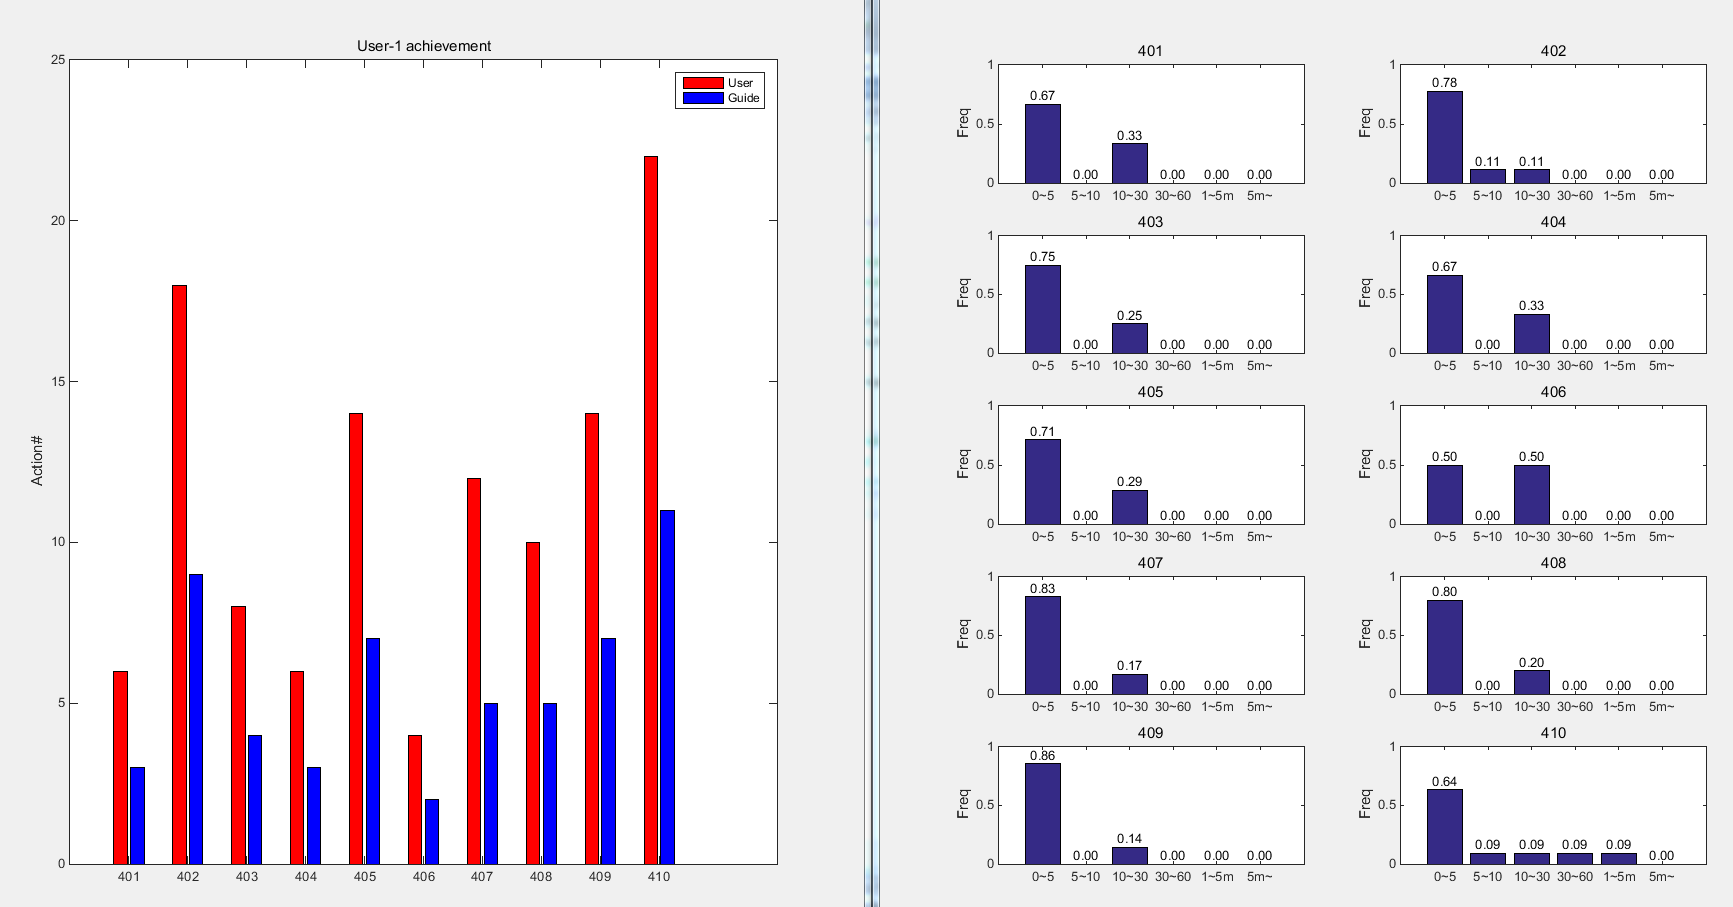 User-1 achievement
25
20
15
10
5
0
Action#
User
Guide
401 402 403 404 405 406 407 408 409 410
401
1
0.5
0
Freq
0.67 0.00 0.33 0.00 0.00 0.00
0~5 5~10 10~30 30~60 1~5m 5m~
402
1
0.5
0
Freq
0.78 0.11 0.11 0.00 0.00 0.00
0~5 5~10 10~30 30~60 1~5m 5m~
403
1
0.5
0
Freq
0.75 0.00 0.25 0.00 0.00 0.00
0~5 5~10 10~30 30~60 1~5m 5m~
404
1
0.5
0
Freq
0.67 0.00 0.33 0.00 0.00 0.00
0~5 5~10 10~30 30~60 1~5m 5m~
405
1
0.5
0
Freq
0.71 0.00 0.29 0.00 0.00 0.00
0~5 5~10 10~30 30~60 1~5m 5m~
406
1
0.5
0
Freq
0.50 0.00 0.50 0.00 0.00 0.00
0~5 5~10 10~30 30~60 1~5m 5m~
407
1
0.5
0
Freq
0.83 0.00 0.17 0.00 0.00 0.00
0~5 5~10 10~30 30~60 1~5m 5m~
408
1
0.5
0
Freq
0.80 0.00 0.20 0.00 0.00 0.00
0~5 5~10 10~30 30~60 1~5m 5m~
409
1
0.5
0
Freq
0.86 0.00 0.14 0.00 0.00 0.00
0~5 5~10 10~30 30~60 1~5m 5m~
410
1
0.5
0
Freq
0.64 0.09 0.09 0.09 0.09 0.00
0~5 5~10 10~30 30~60 1~5m 5m~